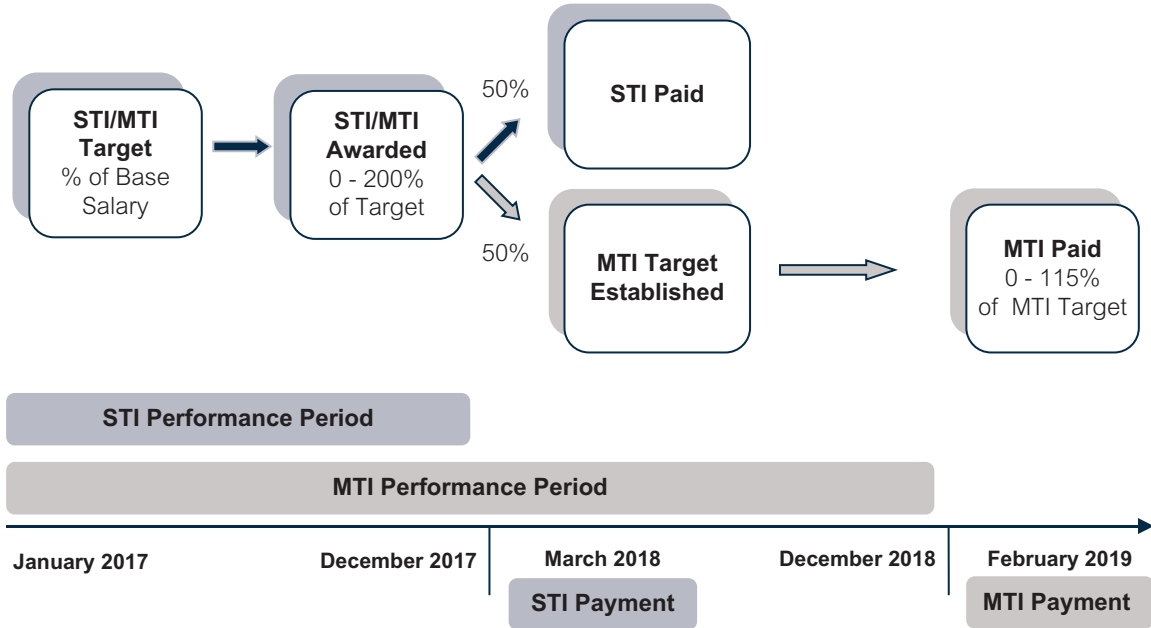 STI/MTI
Target
% of Base
Salary
STI/MTI
Awarded
0 - 200%
of Target
50%
STI Paid
50%
MTI Target
Established
MTI Paid
0 - 115%
of MTI Target
STI Performance Period
MTI Performance Period
January 2017
December 2017
March 2018
December 2018
February 2019
STI Payment
MTI Payment